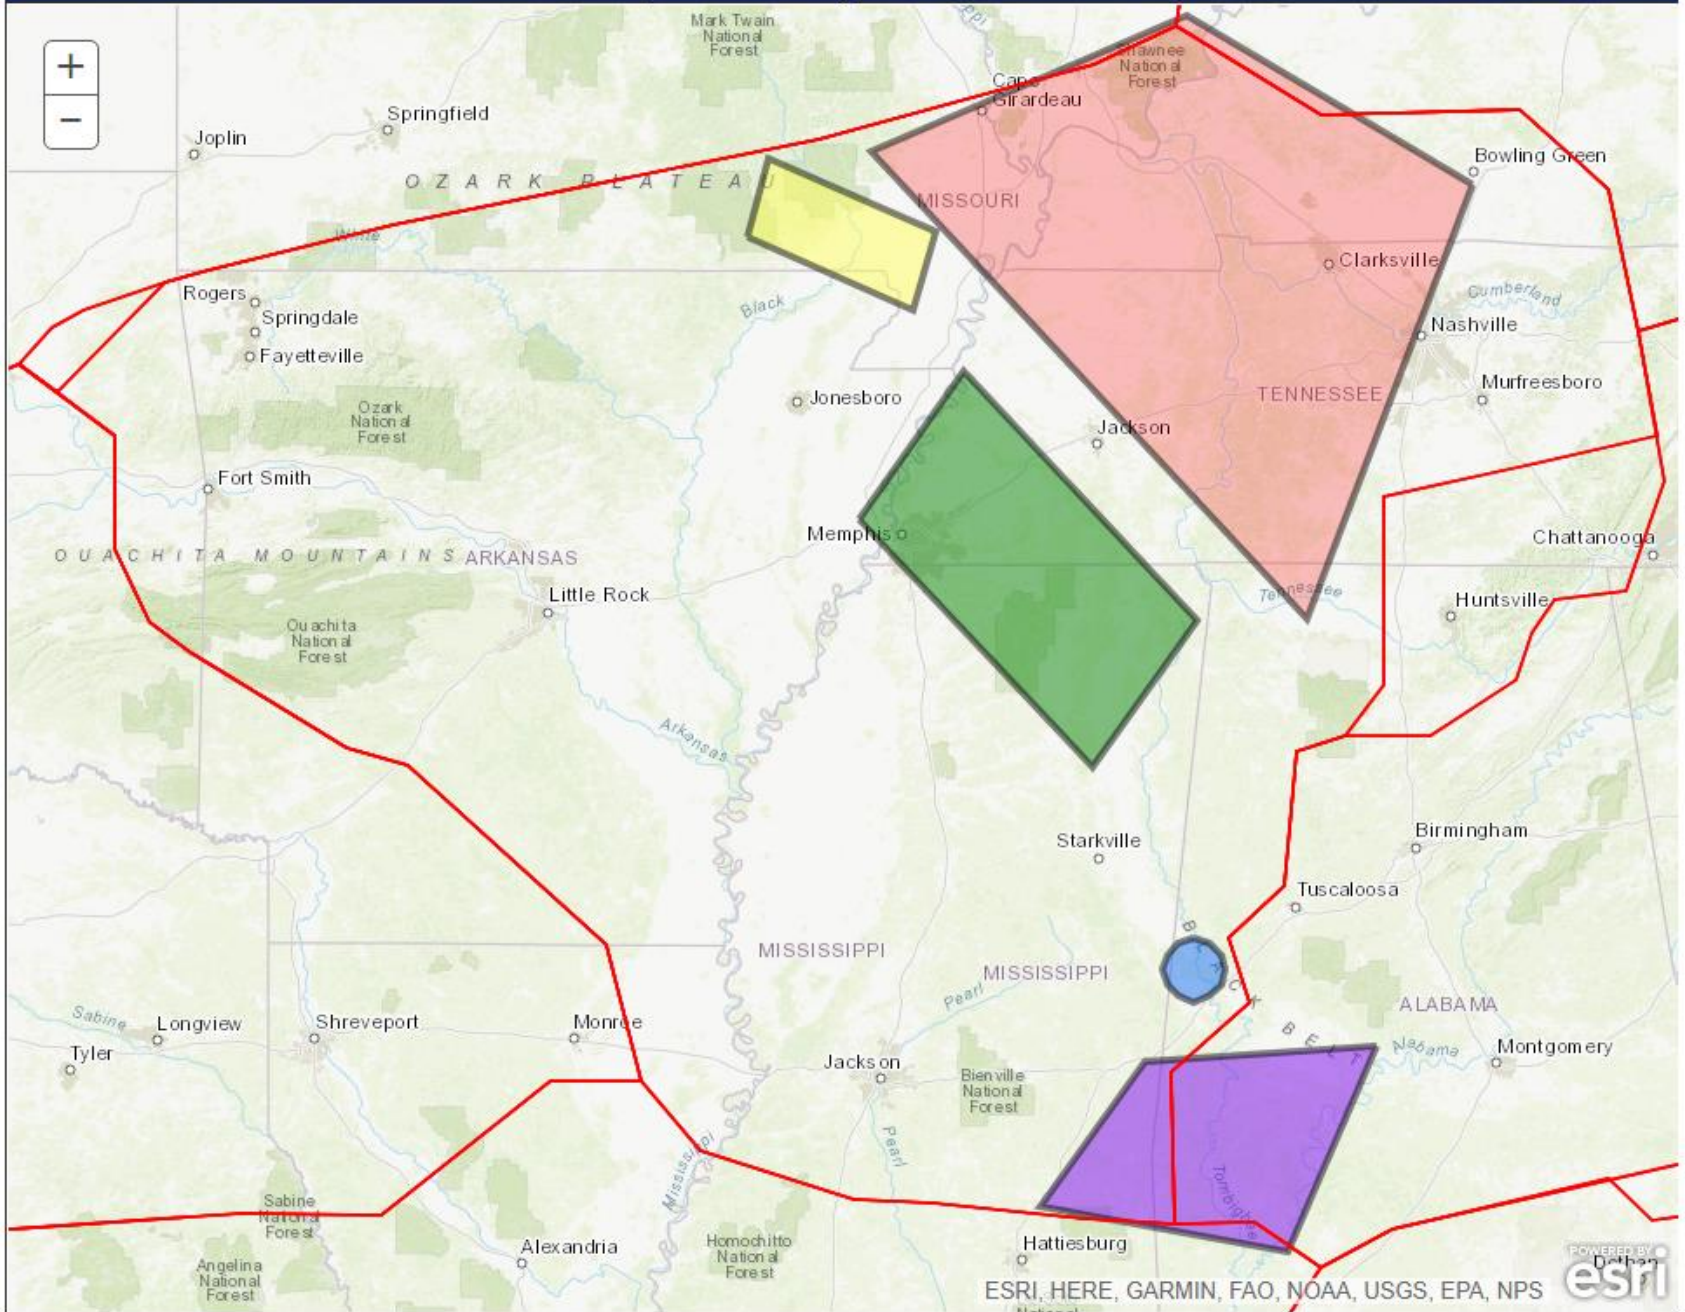 Mark Twain
National
Forest
Shawnee
National
Forest
Cape
Girardeau
+
−
Springfield
Joplin
Bowling Green
OZARK PLATEAU
MISSOURI
White
Clarksville
Rogers
Black
Cumberland
Springdale
Nashville
Fayetteville
Murfreesboro
TENNESSEE
Jonesboro
Ozark
National
Forest
Jackson
Fort Smith
Memphis
Chattanooga
OUACHITA MOUNTAINS
ARKANSAS
Little Rock
Tennessee
Huntsville
Ouachita
National
Forest
Arkansas
Starkville
Birmingham
Tuscaloosa
MISSISSIPPI
MISSISSIPPI
BLACK BELT
Pearl
ALABAMA
Sabine
Longview
Shreveport
Monroe
Alabama
Montgomery
Tyler
Jackson
Bienville
National
Forest
Pearl
Mississippi
Tombigbee
Sabine
National
Forest
Alexandria
Homochitto
National
Forest
Hattiesburg
Angelina
National
Forest
POWERED BY
esri
Dothan
ESRI, HERE, GARMIN, FAO, NOAA, USGS, EPA, NPS